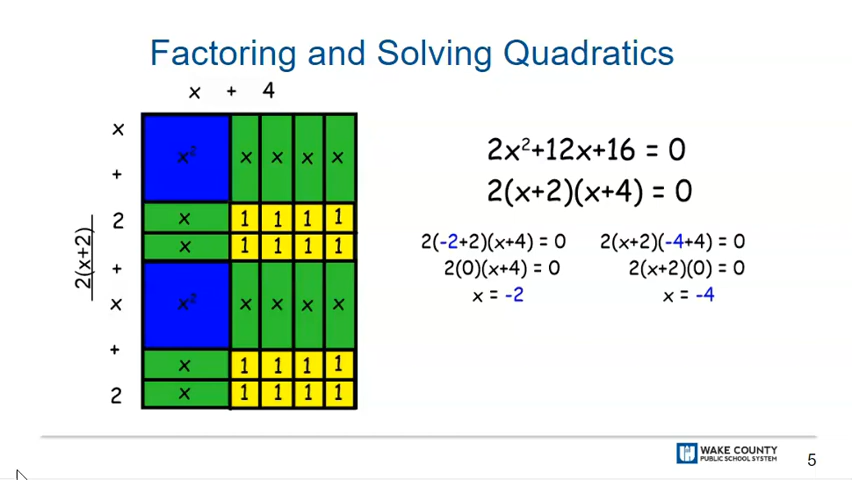 Factoring and Solving Quadratics
x + 4
x
+
2
+
x
+
2
2(x+2)
x² x x x x
x 1 1 1 1
x 1 1 1 1
x² x x x x
x 1 1 1 1
x 1 1 1 1
2x²+12x+16 = 0
2(x+2)(x+4) = 0
2(-2+2)(x+4) = 0
2(0)(x+4) = 0
x = -2
2(x+2)(-4+4) = 0
2(x+2)(0) = 0
x = -4
WAKE COUNTY
PUBLIC SCHOOL SYSTEM
5